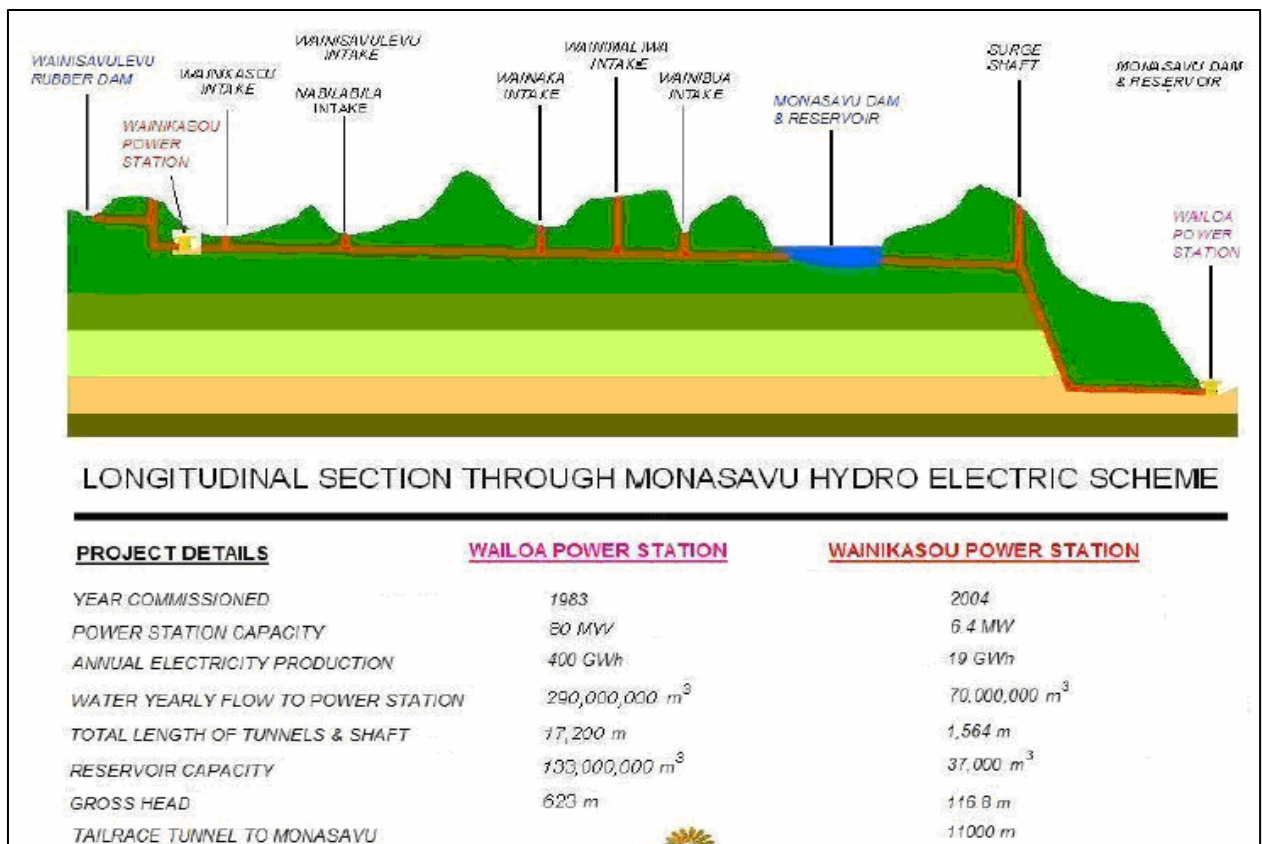 WAINISAVULEVU
RUBBER DAM
WAINIKASOU
POWER
STATION
WAINIKASOU
INTAKE
WAINISAVULEVU
INTAKE
NABILABILA
INTAKE
WAINAKA
INTAKE
WAINIMALIWA
INTAKE
WAINIBUA
INTAKE
MONASAVU DAM
& RESERVOIR
SURGE
SHAFT
MONASAVU DAM
& RESERVOIR
WAILOA
POWER
STATION
LONGITUDINAL SECTION THROUGH MONASAVU HYDRO ELECTRIC SCHEME
PROJECT DETAILS WAILOA POWER STATION WAINIKASOU POWER STATION
YEAR COMMISSIONED 1983 2004
POWER STATION CAPACITY 80 MW 6.4 MW
ANNUAL ELECTRICITY PRODUCTION 400 GWh 19 GWh
WATER YEARLY FLOW TO POWER STATION 290,000,000 m³ 70,000,000 m³
TOTAL LENGTH OF TUNNELS & SHAFT 17,200 m 1,564 m
RESERVOIR CAPACITY 133,000,000 m³ 37,000 m³
GROSS HEAD 623 m 116.8 m
TAILRACE TUNNEL TO MONASAVU 11000 m